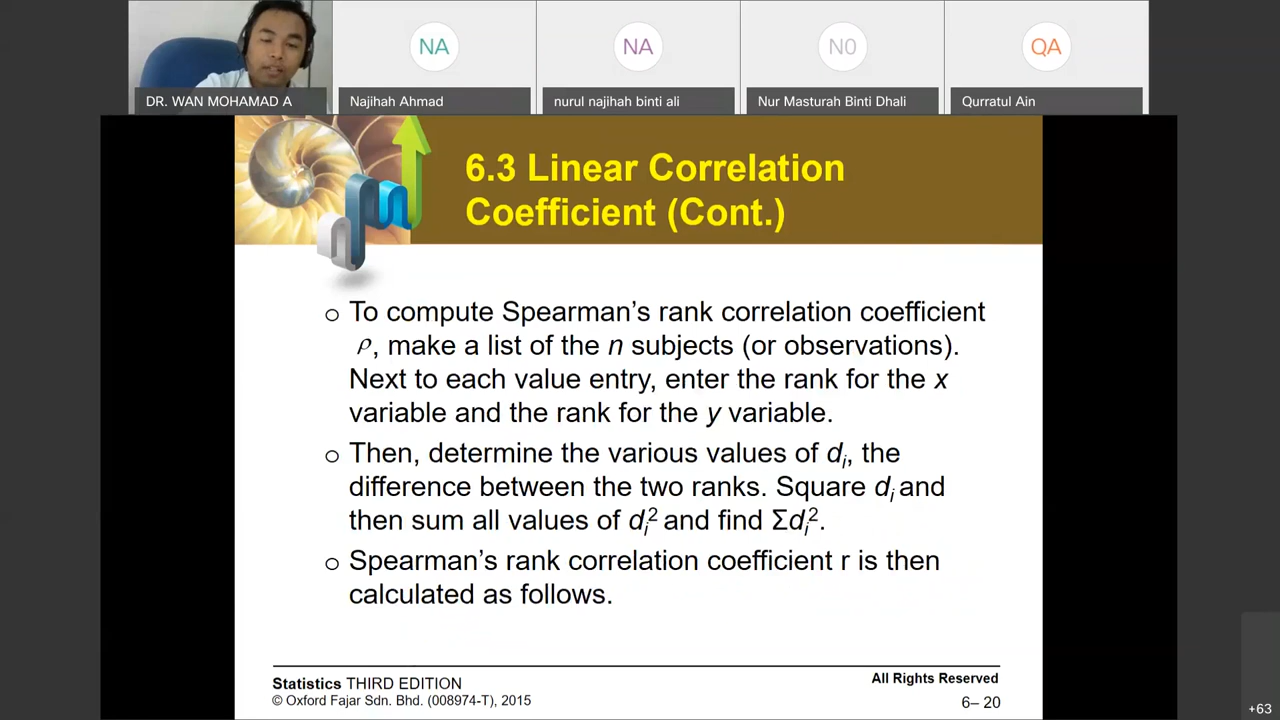 NA
NA
N0
QA
DR. WAN MOHAMAD A
Najihah Ahmad
nurul najihah binti ali
Nur Masturah Binti Dhali
Qurratul Ain
6.3 Linear Correlation
Coefficient (Cont.)
o To compute Spearman's rank correlation coefficient
ρ, make a list of the n subjects (or observations).
Next to each value entry, enter the rank for the x
variable and the rank for the y variable.
o Then, determine the various values of dᵢ, the
difference between the two ranks. Square dᵢ and
then sum all values of dᵢ² and find Σdᵢ².
o Spearman's rank correlation coefficient r is then
calculated as follows.
Statistics THIRD EDITION
All Rights Reserved
© Oxford Fajar Sdn. Bhd. (008974-T), 2015
6– 20
+63